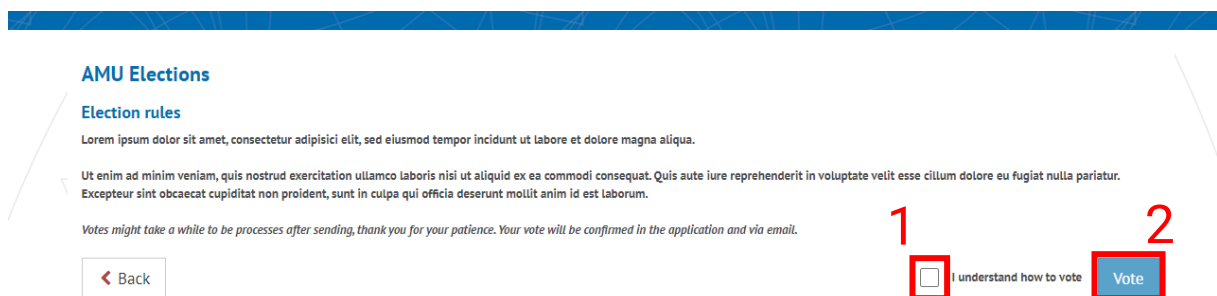 AMU Elections
Election rules
Lorem ipsum dolor sit amet, consectetur adipisici elit, sed eiusmod tempor incidunt ut labore et dolore magna aliqua.
Ut enim ad minim veniam, quis nostrud exercitation ullamco laboris nisi ut aliquid ex ea commodi consequat. Quis aute iure reprehenderit in voluptate velit esse cillum dolore eu fugiat nulla pariatur.
Excepteur sint obcaecat cupiditat non proident, sunt in culpa qui officia deserunt mollit anim id est laborum.
Votes might take a while to be processes after sending, thank you for your patience. Your vote will be confirmed in the application and via email.
1 2
Back I understand how to vote Vote